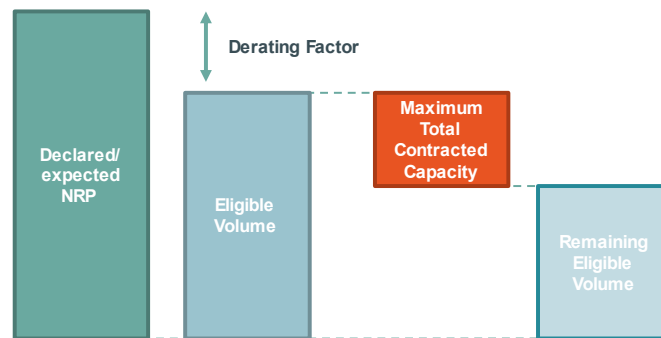 Derating Factor
Declared/
expected
NRP
Eligible
Volume
Maximum
Total
Contracted
Capacity
Remaining
Eligible
Volume